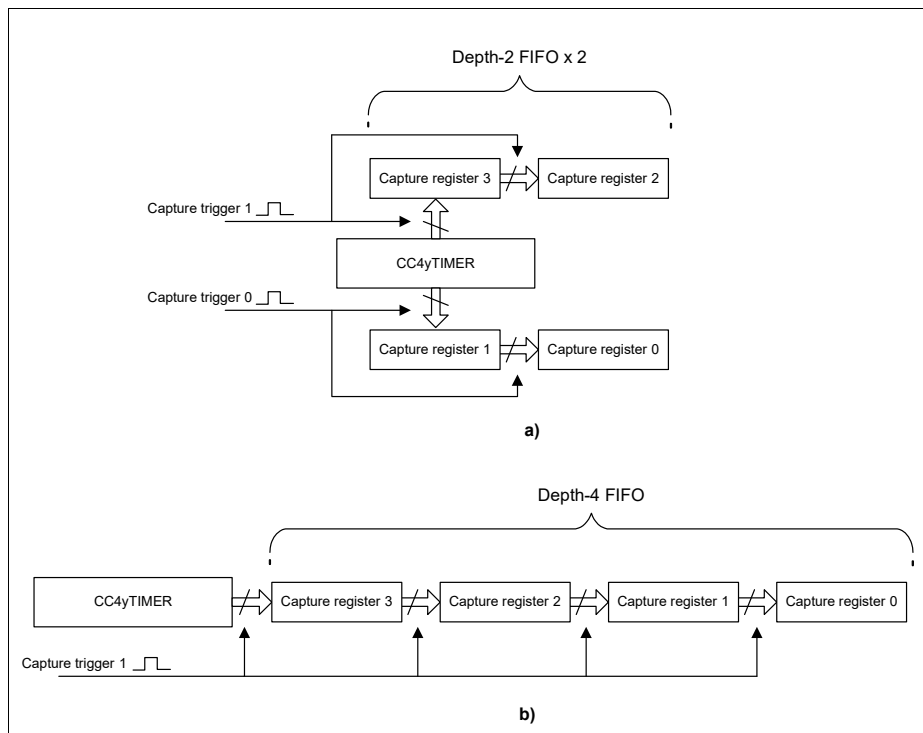 Depth-2 FIFO x 2
Capture register 3
Capture register 2
Capture trigger 1
CC4yTIMER
Capture trigger 0
Capture register 1
Capture register 0
a)
Depth-4 FIFO
CC4yTIMER
Capture register 3
Capture register 2
Capture register 1
Capture register 0
Capture trigger 1
b)